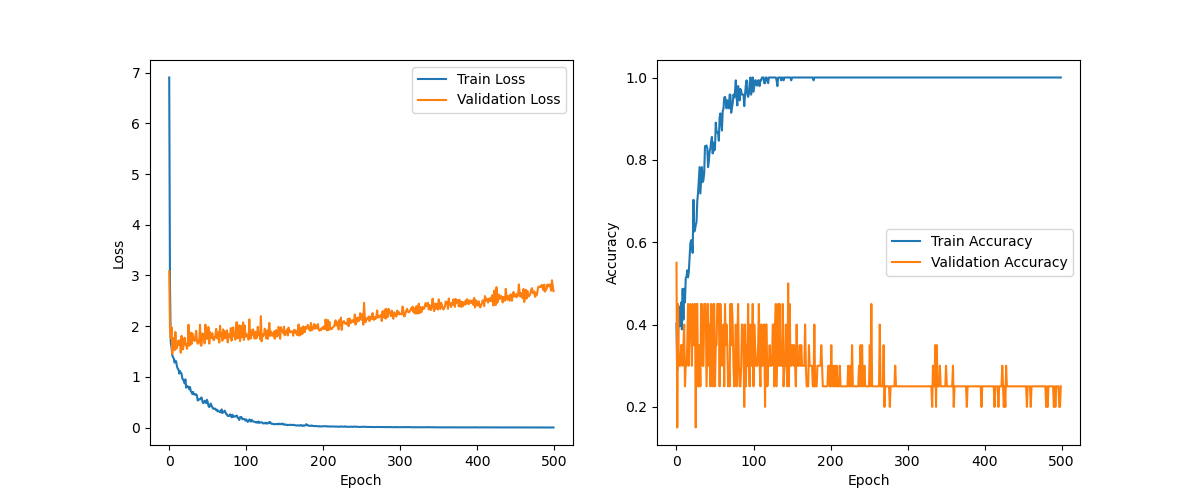 Train Loss
Validation Loss
7
6
5
4
3
2
1
0
Loss
0 100 200 300 400 500
Epoch
Train Accuracy
Validation Accuracy
1.0
0.8
0.6
0.4
0.2
Accuracy
0 100 200 300 400 500
Epoch